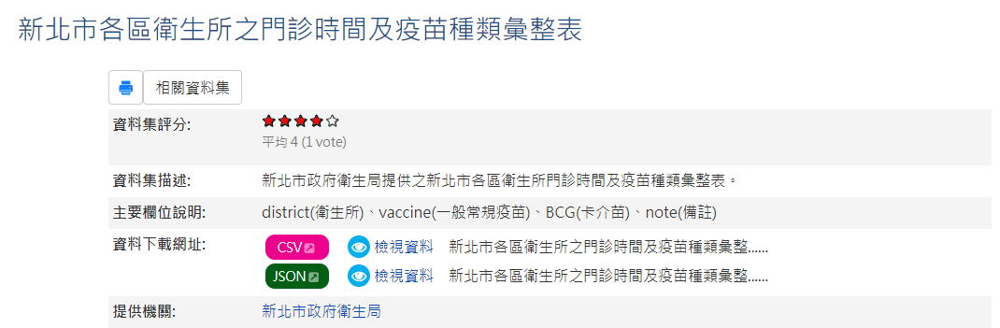 新北市各區衛生所之門診時間及疫苗種類彙整表
相關資料集
資料集評分:
平均 4 (1 vote)
資料集描述: 新北市政府衛生局提供之新北市各區衛生所門診時間及疫苗種類彙整表。
主要欄位說明: district(衛生所)、vaccine(一般常規疫苗)、BCG(卡介苗)、note(備註)
資料下載網址: CSV 檢視資料 新北市各區衛生所之門診時間及疫苗種類彙整......
JSON 檢視資料 新北市各區衛生所之門診時間及疫苗種類彙整......
提供機關: 新北市政府衛生局